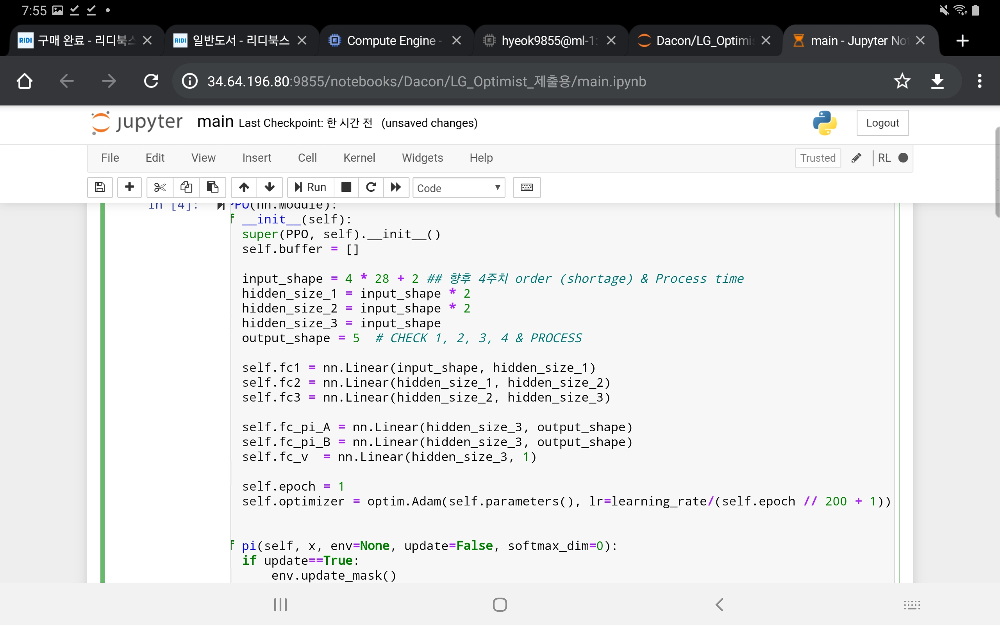 7:55
RIDI 구매 완료 - 리디북스
RIDI 일반도서 - 리디북스
Compute Engine -
hyeok9855@ml-1:
Dacon/LG_Optimis
main - Jupyter Not
34.64.196.80:9855/notebooks/Dacon/LG_Optimist_제출용/main.ipynb
jupyter main Last Checkpoint: 한 시간 전 (unsaved changes)
Logout
File Edit View Insert Cell Kernel Widgets Help
Trusted RL
Run Code
In [4]: PPO(nn.Module):
f __init__(self):
super(PPO, self).__init__()
self.buffer = []
input_shape = 4 * 28 + 2 ## 향후 4주치 order (shortage) & Process time
hidden_size_1 = input_shape * 2
hidden_size_2 = input_shape * 2
hidden_size_3 = input_shape
output_shape = 5  # CHECK 1, 2, 3, 4 & PROCESS
self.fc1 = nn.Linear(input_shape, hidden_size_1)
self.fc2 = nn.Linear(hidden_size_1, hidden_size_2)
self.fc3 = nn.Linear(hidden_size_2, hidden_size_3)
self.fc_pi_A = nn.Linear(hidden_size_3, output_shape)
self.fc_pi_B = nn.Linear(hidden_size_3, output_shape)
self.fc_v  = nn.Linear(hidden_size_3, 1)
self.epoch = 1
self.optimizer = optim.Adam(self.parameters(), lr=learning_rate/(self.epoch // 200 + 1))
f pi(self, x, env=None, update=False, softmax_dim=0):
if update==True:
env.update_mask()